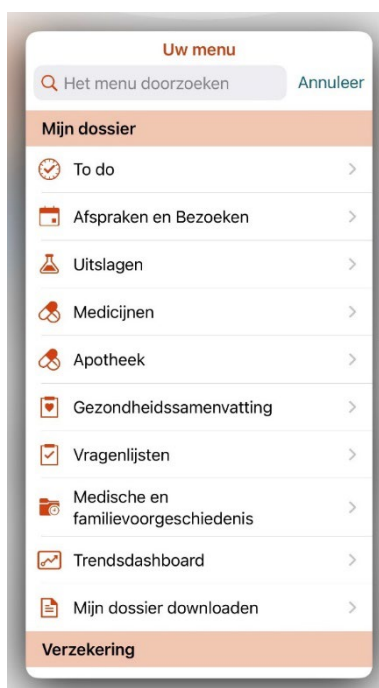 Uw menu
Het menu doorzoeken Annuleer
Mijn dossier
To do
Afspraken en Bezoeken
Uitslagen
Medicijnen
Apotheek
Gezondheidssamenvatting
Vragenlijsten
Medische en
familievoorgeschiedenis
Trendsdashboard
Mijn dossier downloaden
Verzekering